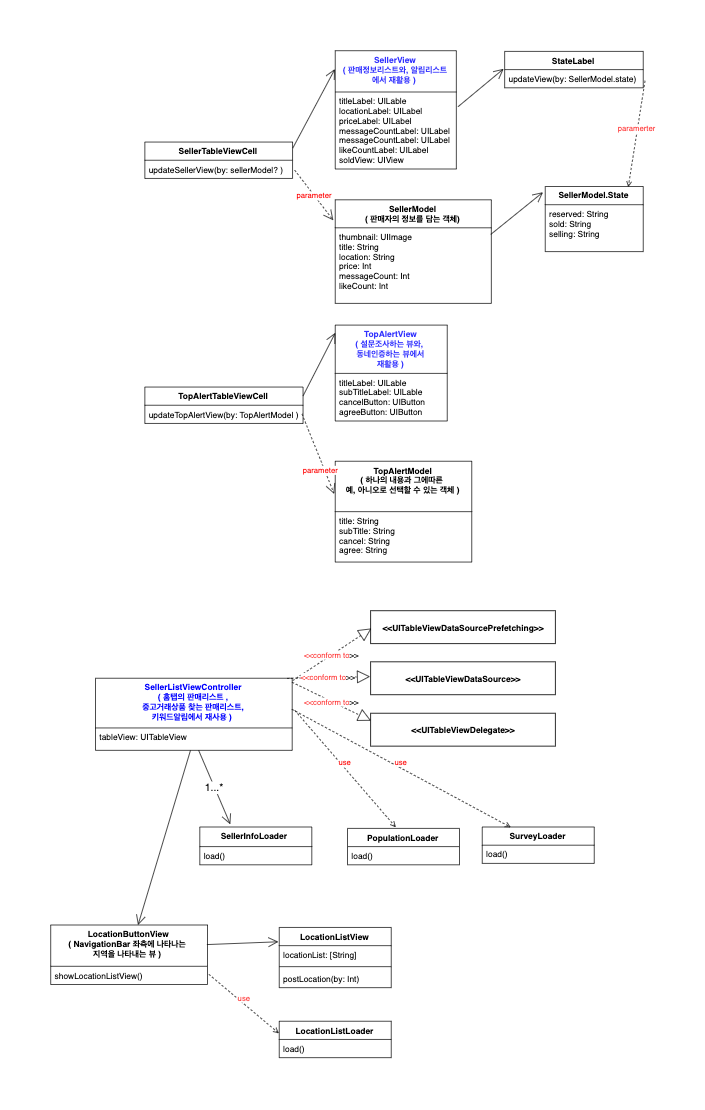 SellerView
( 판매정보리스트와, 알림리스트
에서 재활용 )
titleLabel: UILable
locationLabel: UILabel
priceLabel: UILabel
messageCountLabel: UILabel
messageCountLabel: UILabel
likeCountLabel: UILabel
soldView: UIView
StateLabel
updateView(by: SellerModel.state)
paramerter
SellerTableViewCell
updateSellerView(by: sellerModel? )
parameter
SellerModel
( 판매자의 정보를 담는 객체)
thumbnail: UIImage
title: String
location: String
price: Int
messageCount: Int
likeCount: Int
SellerModel.State
reserved: String
sold: String
selling: String
TopAlertView
( 설문조사하는 뷰와,
동네인증하는 뷰에서
재활용 )
titleLabel: UILable
subTitleLabel: UILable
cancelButton: UIButton
agreeButton: UIButton
TopAlertTableViewCell
updateTopAlertView(by: TopAlertModel )
parameter
TopAlertModel
( 하나의 내용과 그에따른
예, 아니오로 선택할 수 있는 객체 )
title: String
subTitle: String
cancel: String
agree: String
<<UITableViewDataSourcePrefetching>>
<<conform to>>
<<UITableViewDataSource>>
<<conform to>>
<<UITableViewDelegate>>
<<conform to>>
SellerListViewController
( 홈탭의 판매리스트 ,
중고거래상품 찾는 판매리스트,
키워드알림에서 재사용 )
tableView: UITableView
use
use
1...*
SellerInfoLoader
load()
PopulationLoader
load()
SurveyLoader
load()
LocationButtonView
( NavigationBar 좌측에 나타나는
지역을 나타내는 뷰 )
showLocationListView()
LocationListView
locationList: [String]
postLocation(by: Int)
use
LocationListLoader
load()